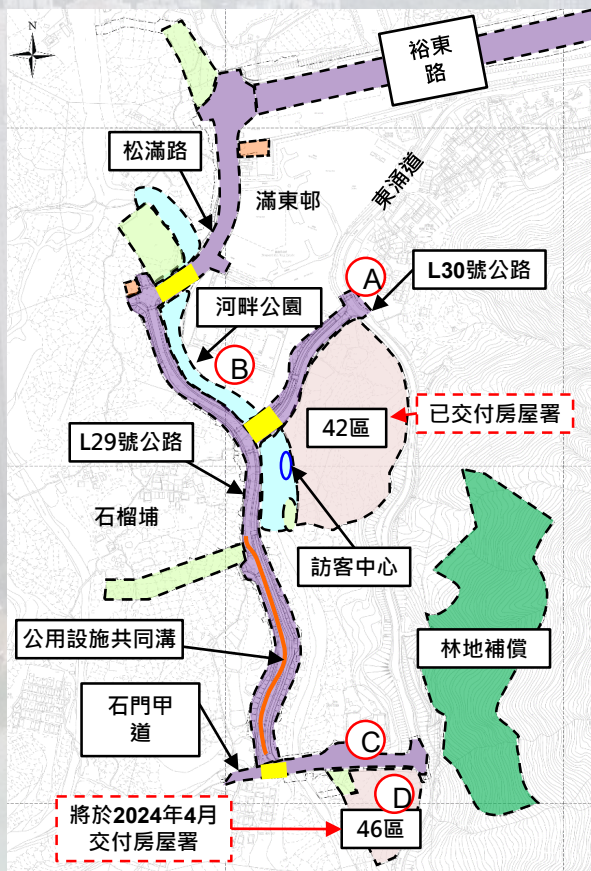 N
裕東
路
松滿路
滿東邨
東涌道
A
L30號公路
河畔公園
B
42區
已交付房屋署
L29號公路
石榴埔
訪客中心
公用設施共同溝
林地補償
石門甲
道
C
D
將於2024年4月
交付房屋署
46區